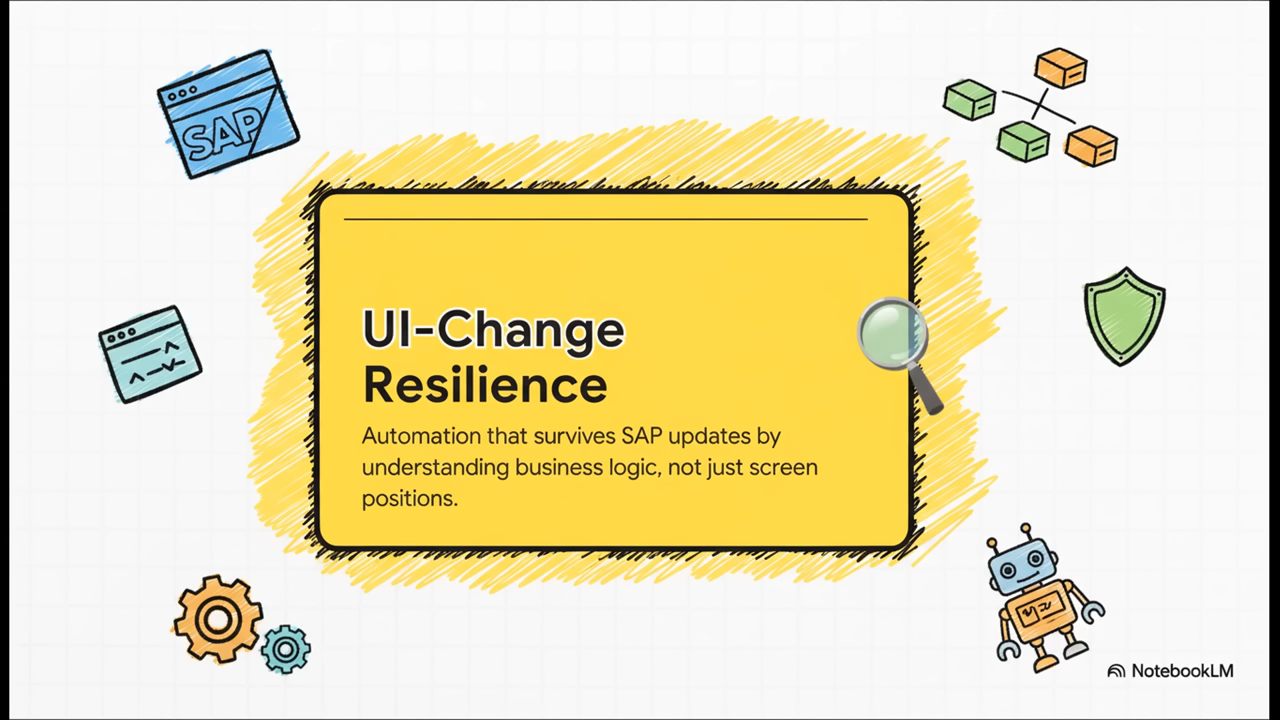 SAP
UI-Change
Resilience
Automation that survives SAP updates by
understanding business logic, not just screen
positions.
NotebookLM